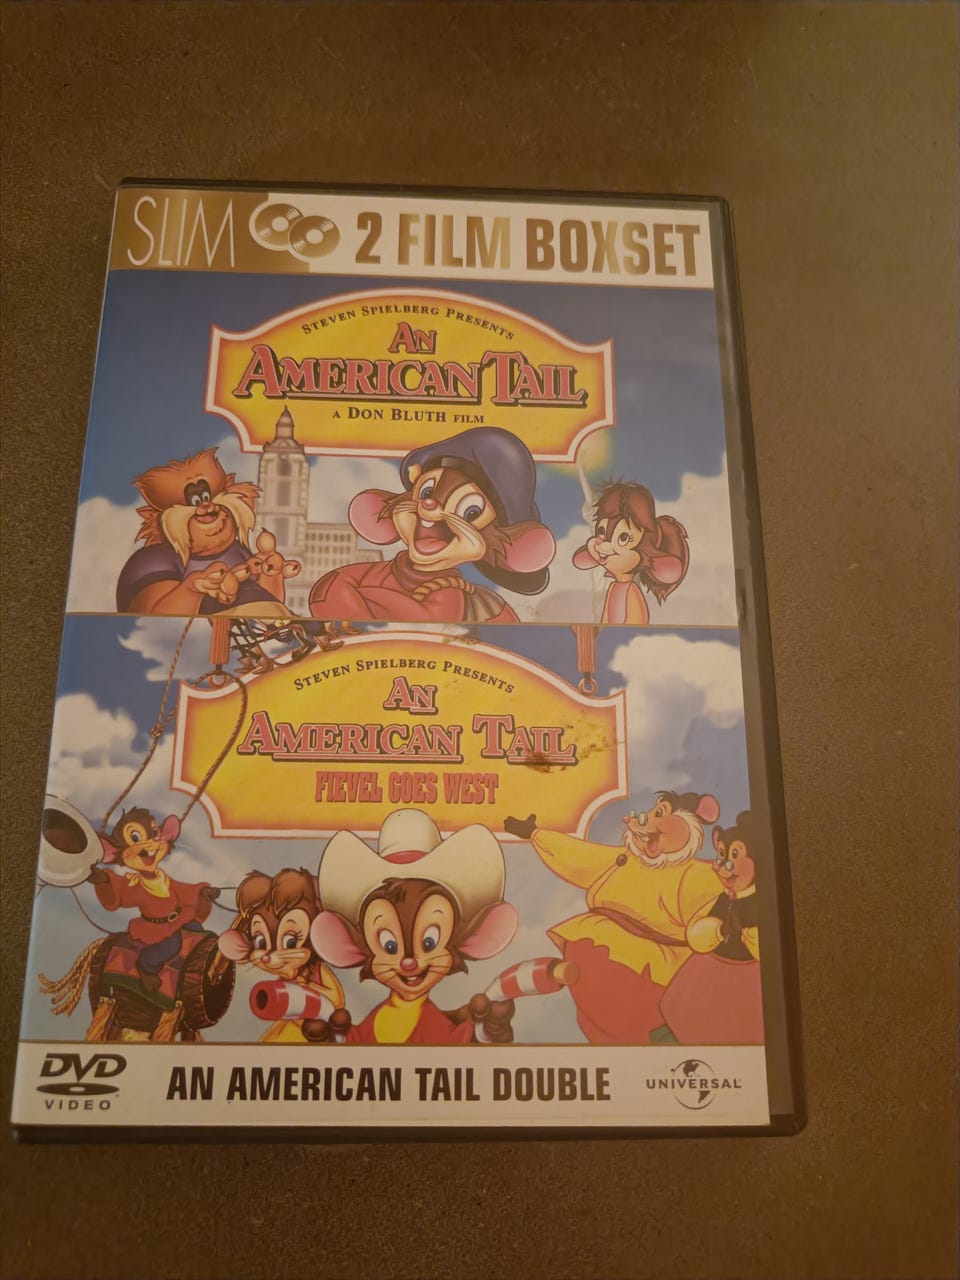 SLIM 2 FILM BOXSET
STEVEN SPIELBERG PRESENTS
AN
AMERICAN TAIL
A DON BLUTH FILM
STEVEN SPIELBERG PRESENTS
AN
AMERICAN TAIL
FIEVEL GOES WEST
DVD
VIDEO™
AN AMERICAN TAIL DOUBLE
UNIVERSAL